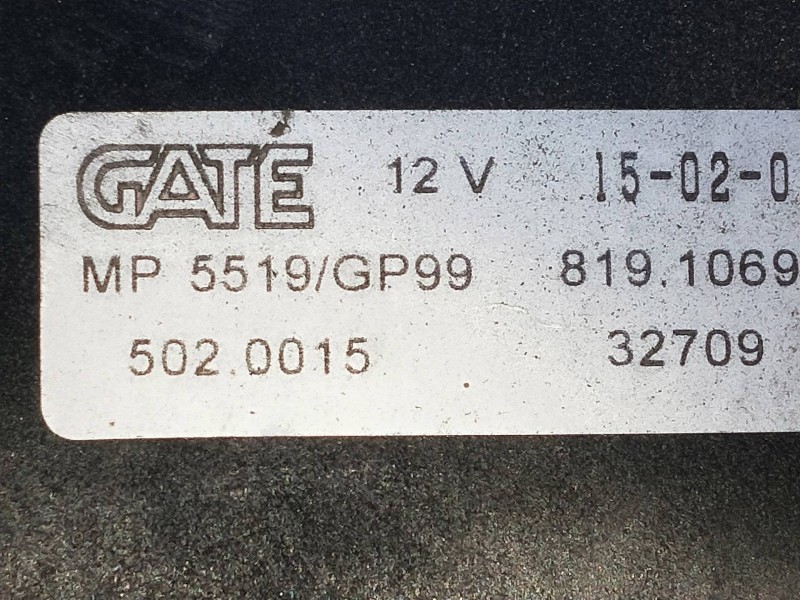 GATE 12 V 15-02-0
MP 5519/GP99 819.1069
502.0015 32709